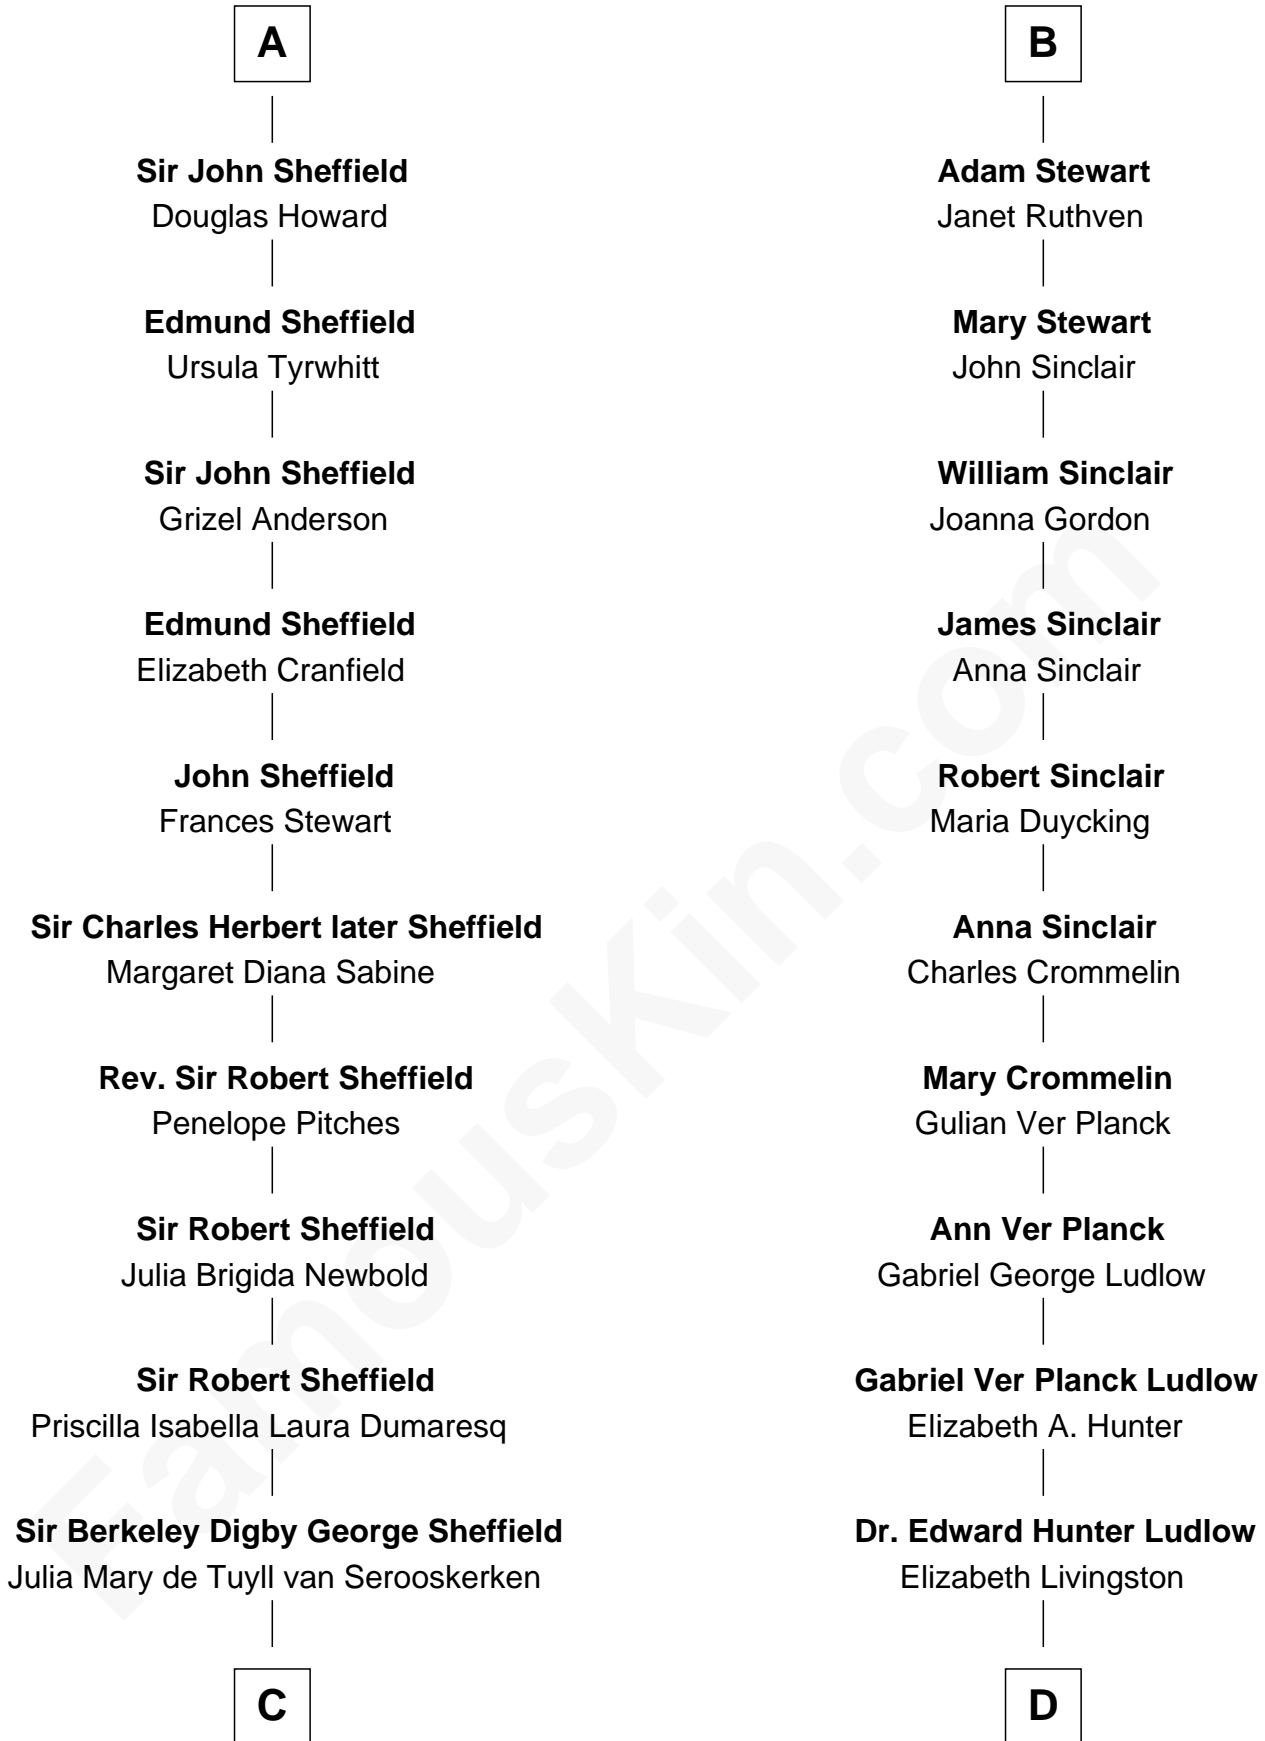 A
Sir John Sheffield
Douglas Howard
Edmund Sheffield
Ursula Tyrwhitt
Sir John Sheffield
Grizel Anderson
Edmund Sheffield
Elizabeth Cranfield
John Sheffield
Frances Stewart
Sir Charles Herbert later Sheffield
Margaret Diana Sabine
Rev. Sir Robert Sheffield
Penelope Pitches
Sir Robert Sheffield
Julia Brigida Newbold
Sir Robert Sheffield
Priscilla Isabella Laura Dumaresq
Sir Berkeley Digby George Sheffield
Julia Mary de Tuyll van Serooskerken
C
B
Adam Stewart
Janet Ruthven
Mary Stewart
John Sinclair
William Sinclair
Joanna Gordon
James Sinclair
Anna Sinclair
Robert Sinclair
Maria Duycking
Anna Sinclair
Charles Crommelin
Mary Crommelin
Gulian Ver Planck
Ann Ver Planck
Gabriel George Ludlow
Gabriel Ver Planck Ludlow
Elizabeth A. Hunter
Dr. Edward Hunter Ludlow
Elizabeth Livingston
D
FamousKin.com